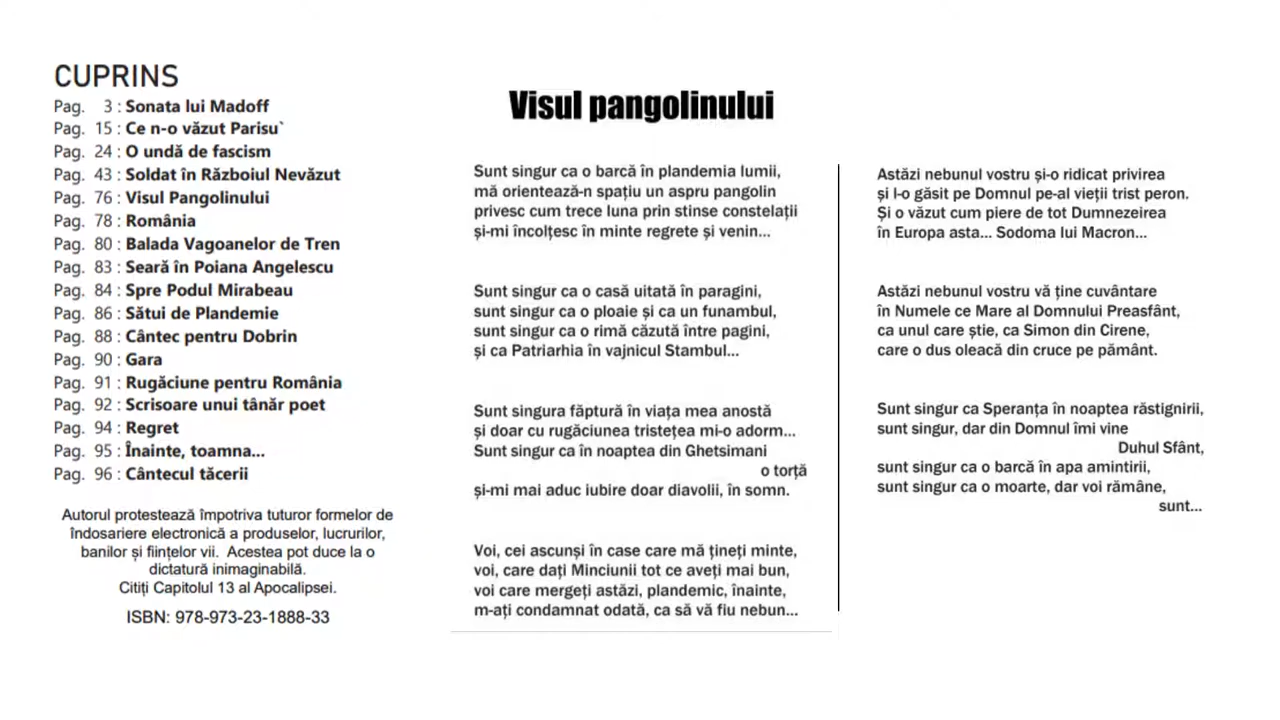 CUPRINS
Pag. 3 : Sonata lui Madoff
Pag. 15 : Ce n-o văzut Parisu`
Pag. 24 : O undă de fascism
Pag. 43 : Soldat în Războiul Nevăzut
Pag. 76 : Visul Pangolinului
Pag. 78 : România
Pag. 80 : Balada Vagoanelor de Tren
Pag. 83 : Seară în Poiana Angelescu
Pag. 84 : Spre Podul Mirabeau
Pag. 86 : Sătui de Plandemie
Pag. 88 : Cântec pentru Dobrin
Pag. 90 : Gara
Pag. 91 : Rugăciune pentru România
Pag. 92 : Scrisoare unui tânăr poet
Pag. 94 : Regret
Pag. 95 : Înainte, toamna...
Pag. 96 : Cântecul tăcerii
Autorul protestează împotriva tuturor formelor de
îndosariere electronică a produselor, lucrurilor,
banilor și ființelor vii. Acestea pot duce la o
dictatură inimaginabilă.
Citiți Capitolul 13 al Apocalipsei.
ISBN: 978-973-23-1888-33
Visul pangolinului
Sunt singur ca o barcă în plandemia lumii,
mă orientează-n spațiu un aspru pangolin
privesc cum trece luna prin stinse constelații
și-mi încolțesc în minte regrete și venin...
Sunt singur ca o casă uitată în paragini,
sunt singur ca o ploaie și ca un funambul,
sunt singur ca o rimă căzută între pagini,
și ca Patriarhia în vajnicul Stambul...
Sunt singura făptură în viața mea anostă
și doar cu rugăciunea tristețea mi-o adorm...
Sunt singur ca în noaptea din Ghetsimani
o torță
și-mi mai aduc iubire doar diavolii, în somn.
Voi, cei ascunși în case care mă țineți minte,
voi, care dați Minciunii tot ce aveți mai bun,
voi care mergeți astăzi, plandemic, înainte,
m-ați condamnat odată, ca să vă fiu nebun...
Astăzi nebunul vostru și-o ridicat privirea
și l-o găsit pe Domnul pe-al vieții trist peron.
Și o văzut cum piere de tot Dumnezeirea
în Europa asta... Sodoma lui Macron...
Astăzi nebunul vostru vă ține cuvântare
în Numele ce Mare al Domnului Preasfânt,
ca unul care știe, ca Simon din Cirene,
care o dus oleacă din cruce pe pământ.
Sunt singur ca Speranța în noaptea răstignirii,
sunt singur, dar din Domnul îmi vine
Duhul Sfânt,
sunt singur ca o barcă în apa amintirii,
sunt singur ca o moarte, dar voi rămâne,
sunt...